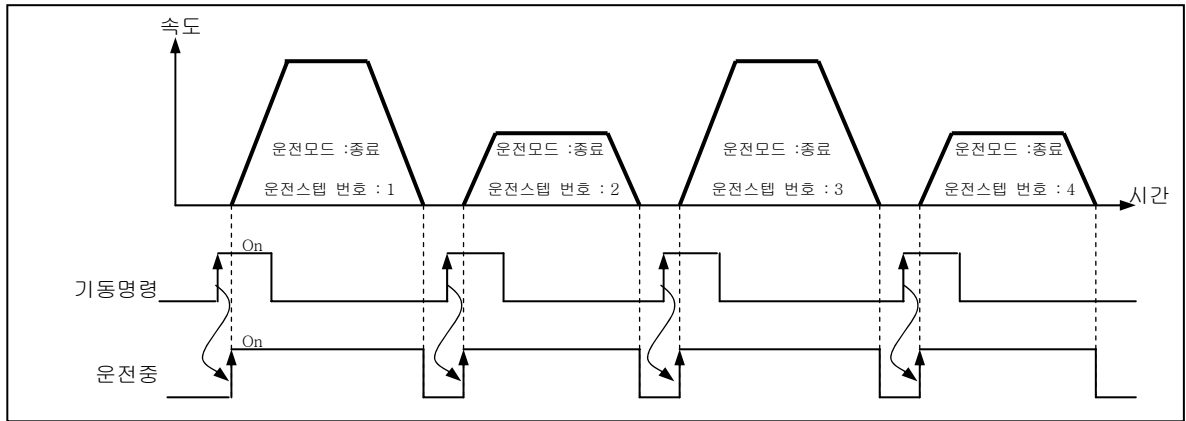 속도
운전모드 :종료
운전스텝 번호 : 1
운전모드 :종료
운전스텝 번호 : 2
운전모드 :종료
운전스텝 번호 : 3
운전모드 :종료
운전스텝 번호 : 4
시간
On
기동명령
On
운전중